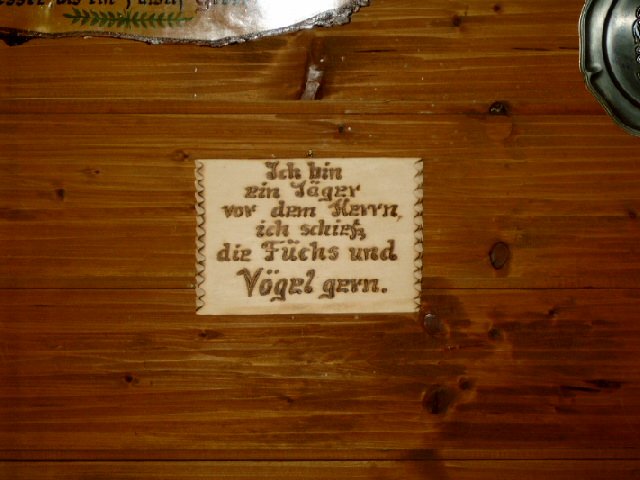 Ich bin
ein Jäger
vor dem Herrn,
ich schieß
die Füchs und
Vögel gern.